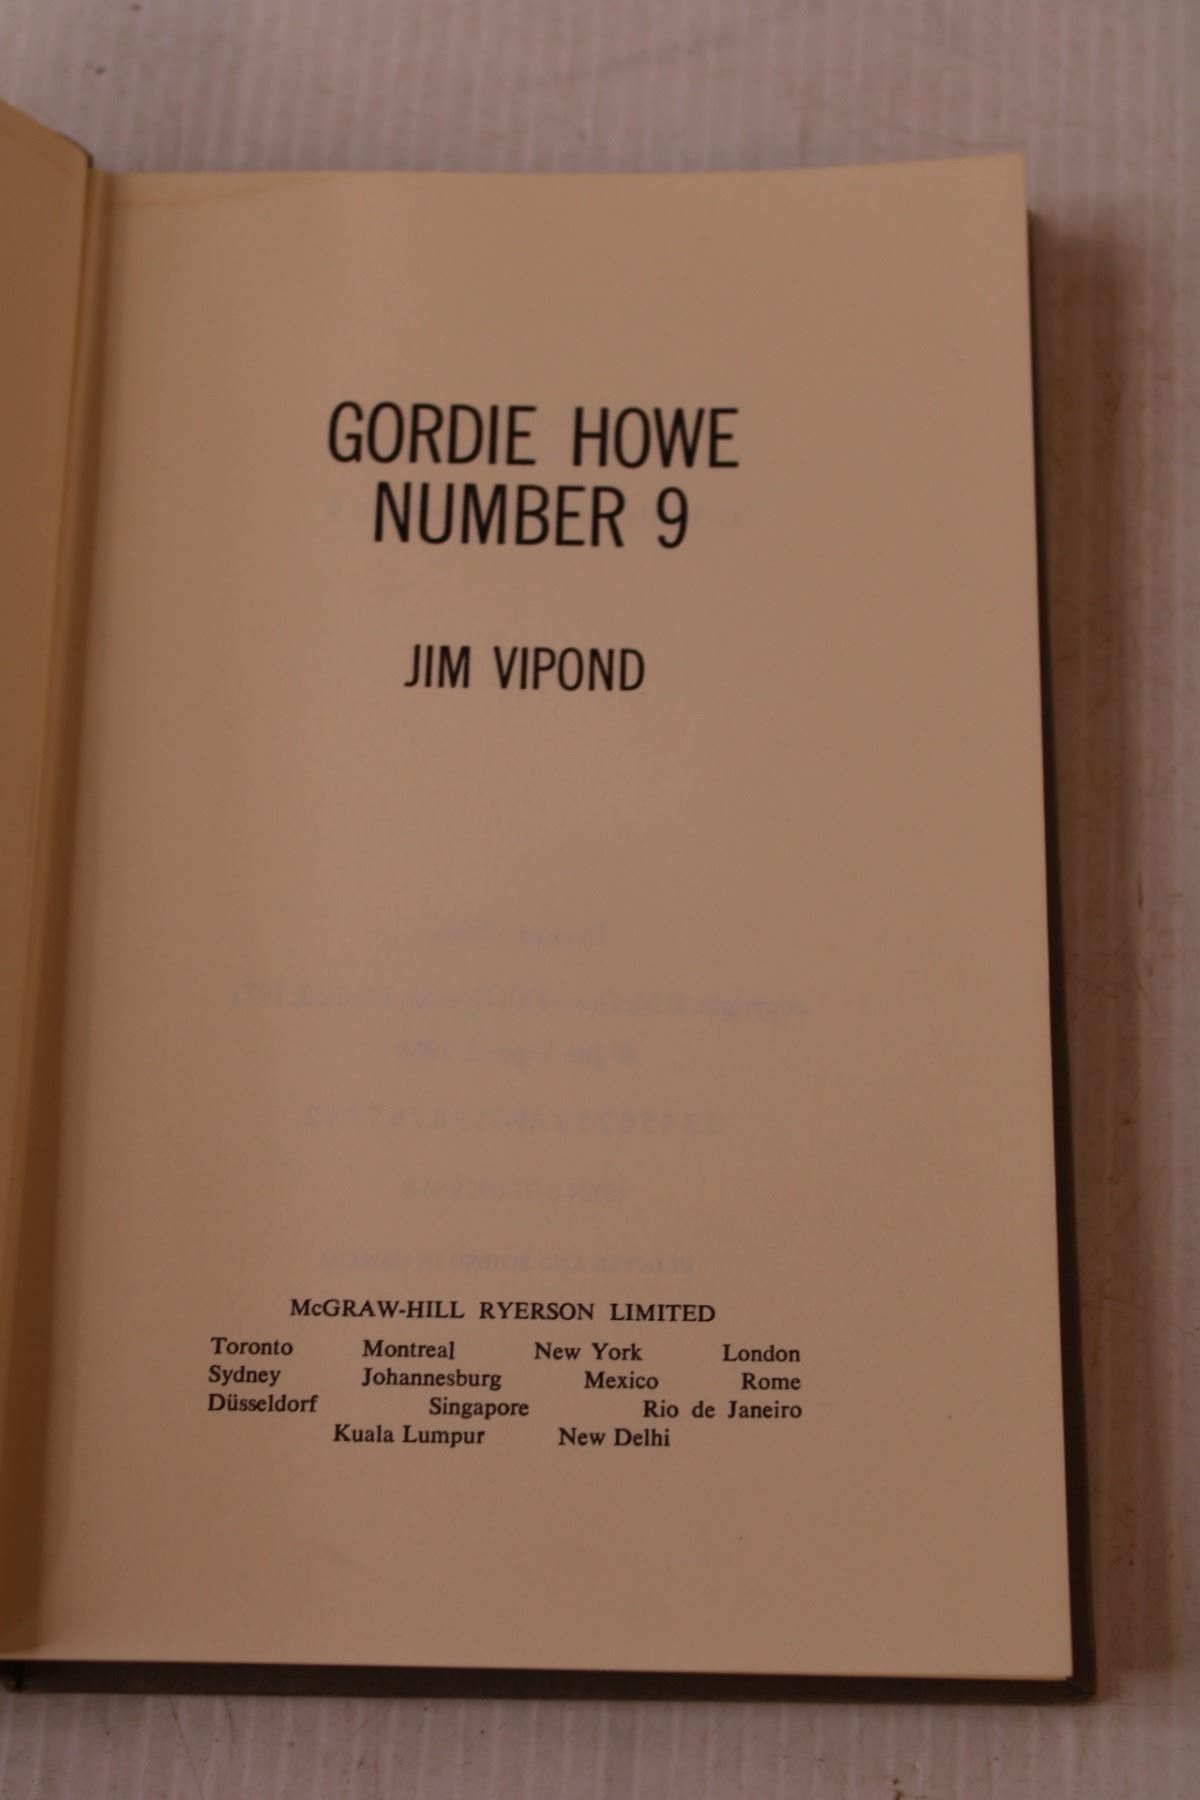 GORDIE HOWE
NUMBER 9
JIM VIPOND
McGRAW-HILL RYERSON LIMITED
Toronto Montreal New York London
Sydney Johannesburg Mexico Rome
Düsseldorf Singapore Rio de Janeiro
Kuala Lumpur New Delhi